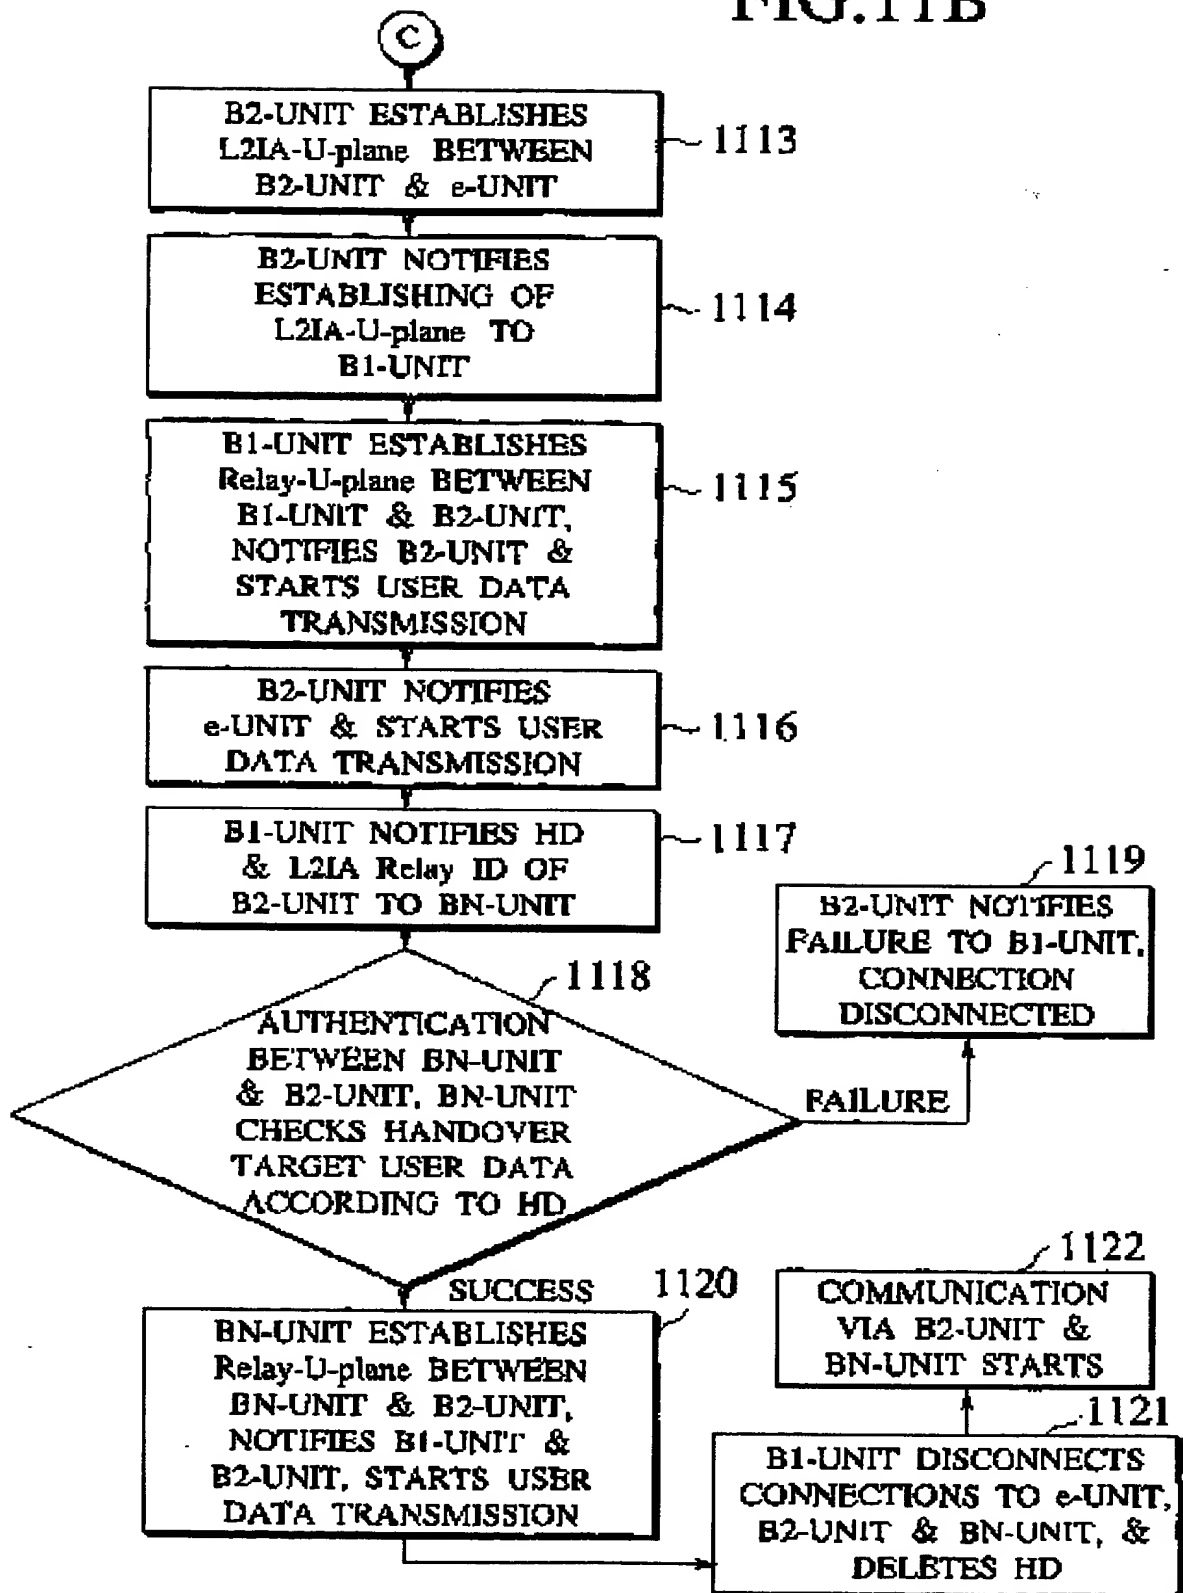 FIG.11B
C
B2-UNIT ESTABLISHES
L2IA-U-plane BETWEEN
B2-UNIT & e-UNIT
1113
B2-UNIT NOTIFIES
ESTABLISHING OF
L2IA-U-plane TO
B1-UNIT
1114
B1-UNIT ESTABLISHES
Relay-U-plane BETWEEN
B1-UNIT & B2-UNIT,
NOTIFIES B2-UNIT &
STARTS USER DATA
TRANSMISSION
1115
B2-UNIT NOTIFIES
e-UNIT & STARTS USER
DATA TRANSMISSION
1116
B1-UNIT NOTIFIES HD
& L2IA Relay ID OF
B2-UNIT TO BN-UNIT
1117
1118
AUTHENTICATION
BETWEEN BN-UNIT
& B2-UNIT, BN-UNIT
CHECKS HANDOVER
TARGET USER DATA
ACCORDING TO HD
FAILURE
1119
B2-UNIT NOTIFIES
FAILURE TO B1-UNIT,
CONNECTION
DISCONNECTED
SUCCESS
1120
BN-UNIT ESTABLISHES
Relay-U-plane BETWEEN
BN-UNIT & B2-UNIT,
NOTIFIES B1-UNIT &
B2-UNIT, STARTS USER
DATA TRANSMISSION
1121
B1-UNIT DISCONNECTS
CONNECTIONS TO e-UNIT,
B2-UNIT & BN-UNIT, &
DELETES HD
1122
COMMUNICATION
VIA B2-UNIT &
BN-UNIT STARTS